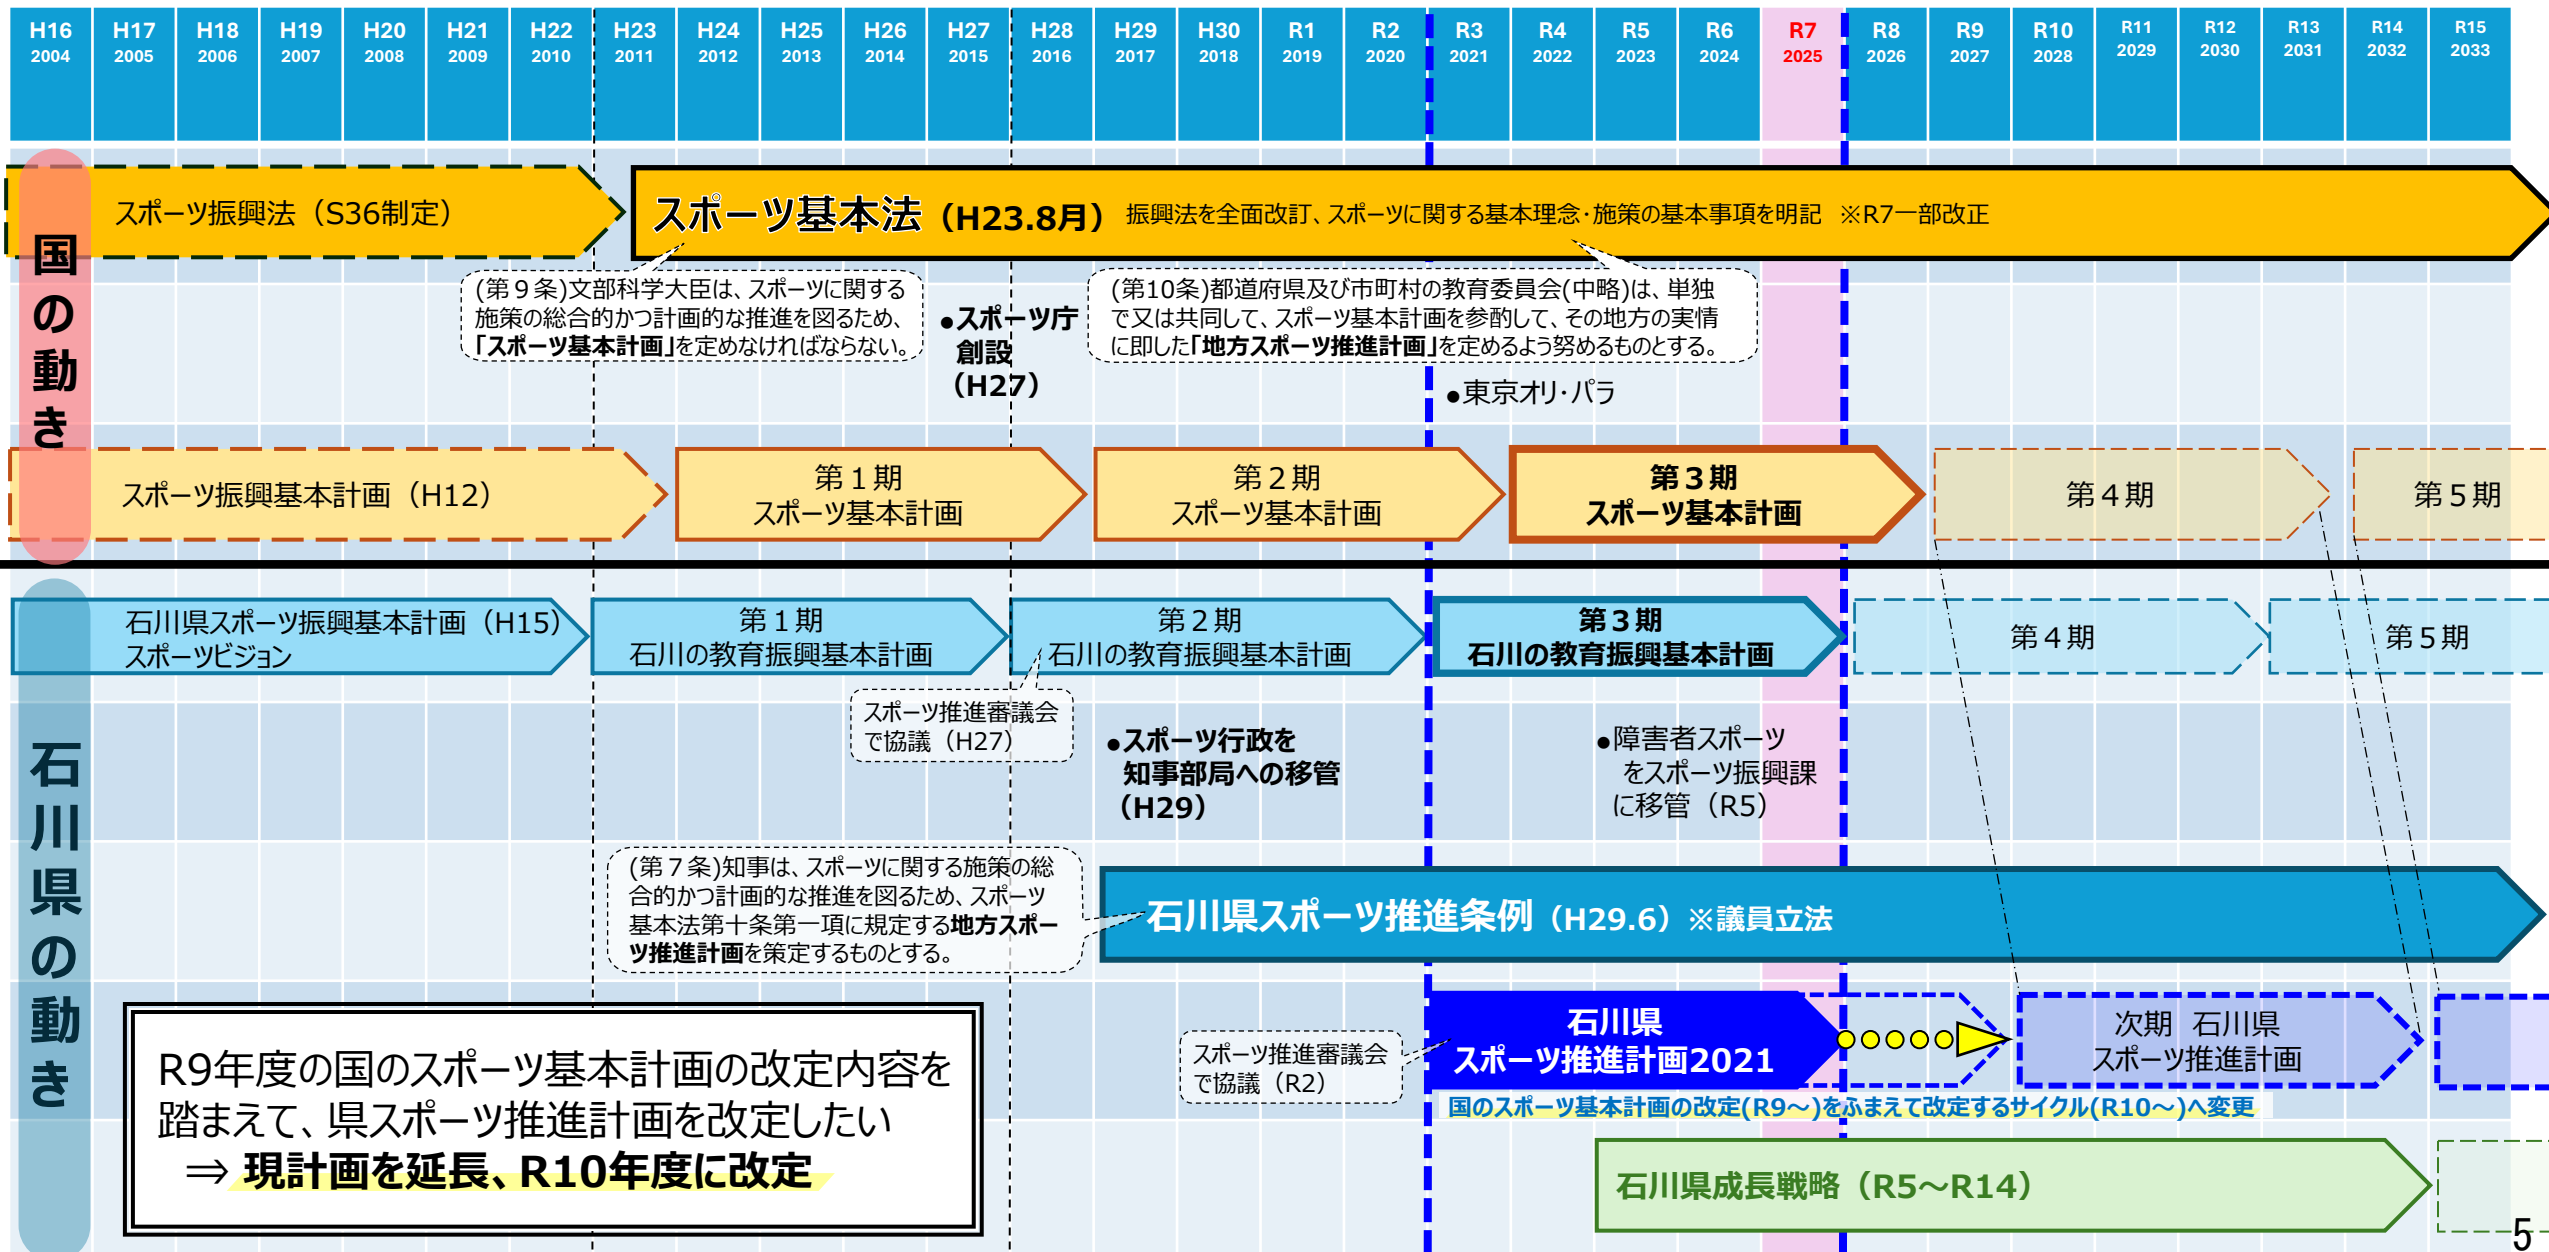 H16 H17 H18 H19 H20 H21 H22 H23 H24 H25 H26 H27 H28 H29 H30 R1 R2 R3 R4 R5 R6 R7 R8 R9 R10 R11 R12 R13 R14 R15
2004 2005 2006 2007 2008 2009 2010 2011 2012 2013 2014 2015 2016 2017 2018 2019 2020 2021 2022 2023 2024 2025 2026 2027 2028 2029 2030 2031 2032 2033
国の動き
スポーツ振興法（S36制定）
スポーツ基本法（H23.8月） 振興法を全面改訂、スポーツに関する基本理念・施策の基本事項を明記 ※R7一部改正
(第９条)文部科学大臣は、スポーツに関する
施策の総合的かつ計画的な推進を図るため、
「スポーツ基本計画」を定めなければならない。
●スポーツ庁
創設
（H27）
(第10条)都道府県及び市町村の教育委員会(中略)は、単独
で又は共同して、スポーツ基本計画を参酌して、その地方の実情
に即した「地方スポーツ推進計画」を定めるよう努めるものとする。
●東京オリ・パラ
スポーツ振興基本計画（H12）
第１期
スポーツ基本計画
第２期
スポーツ基本計画
第３期
スポーツ基本計画
第４期
第５期
石川県の動き
石川県スポーツ振興基本計画（H15）
スポーツビジョン
第１期
石川の教育振興基本計画
第２期
石川の教育振興基本計画
第３期
石川の教育振興基本計画
第４期
第５期
スポーツ推進審議会
で協議（H27）
●スポーツ行政を
知事部局への移管
（H29）
●障害者スポーツ
をスポーツ振興課
に移管（R5）
(第７条)知事は、スポーツに関する施策の総
合的かつ計画的な推進を図るため、スポーツ
基本法第十条第一項に規定する地方スポー
ツ推進計画を策定するものとする。
石川県スポーツ推進条例（H29.6）※議員立法
スポーツ推進審議会
で協議（R2）
石川県
スポーツ推進計画2021
次期 石川県
スポーツ推進計画
国のスポーツ基本計画の改定(R9～)をふまえて改定するサイクル(R10～)へ変更
R9年度の国のスポーツ基本計画の改定内容を
踏まえて、県スポーツ推進計画を改定したい
⇒ 現計画を延長、R10年度に改定
石川県成長戦略（R5～R14）
5